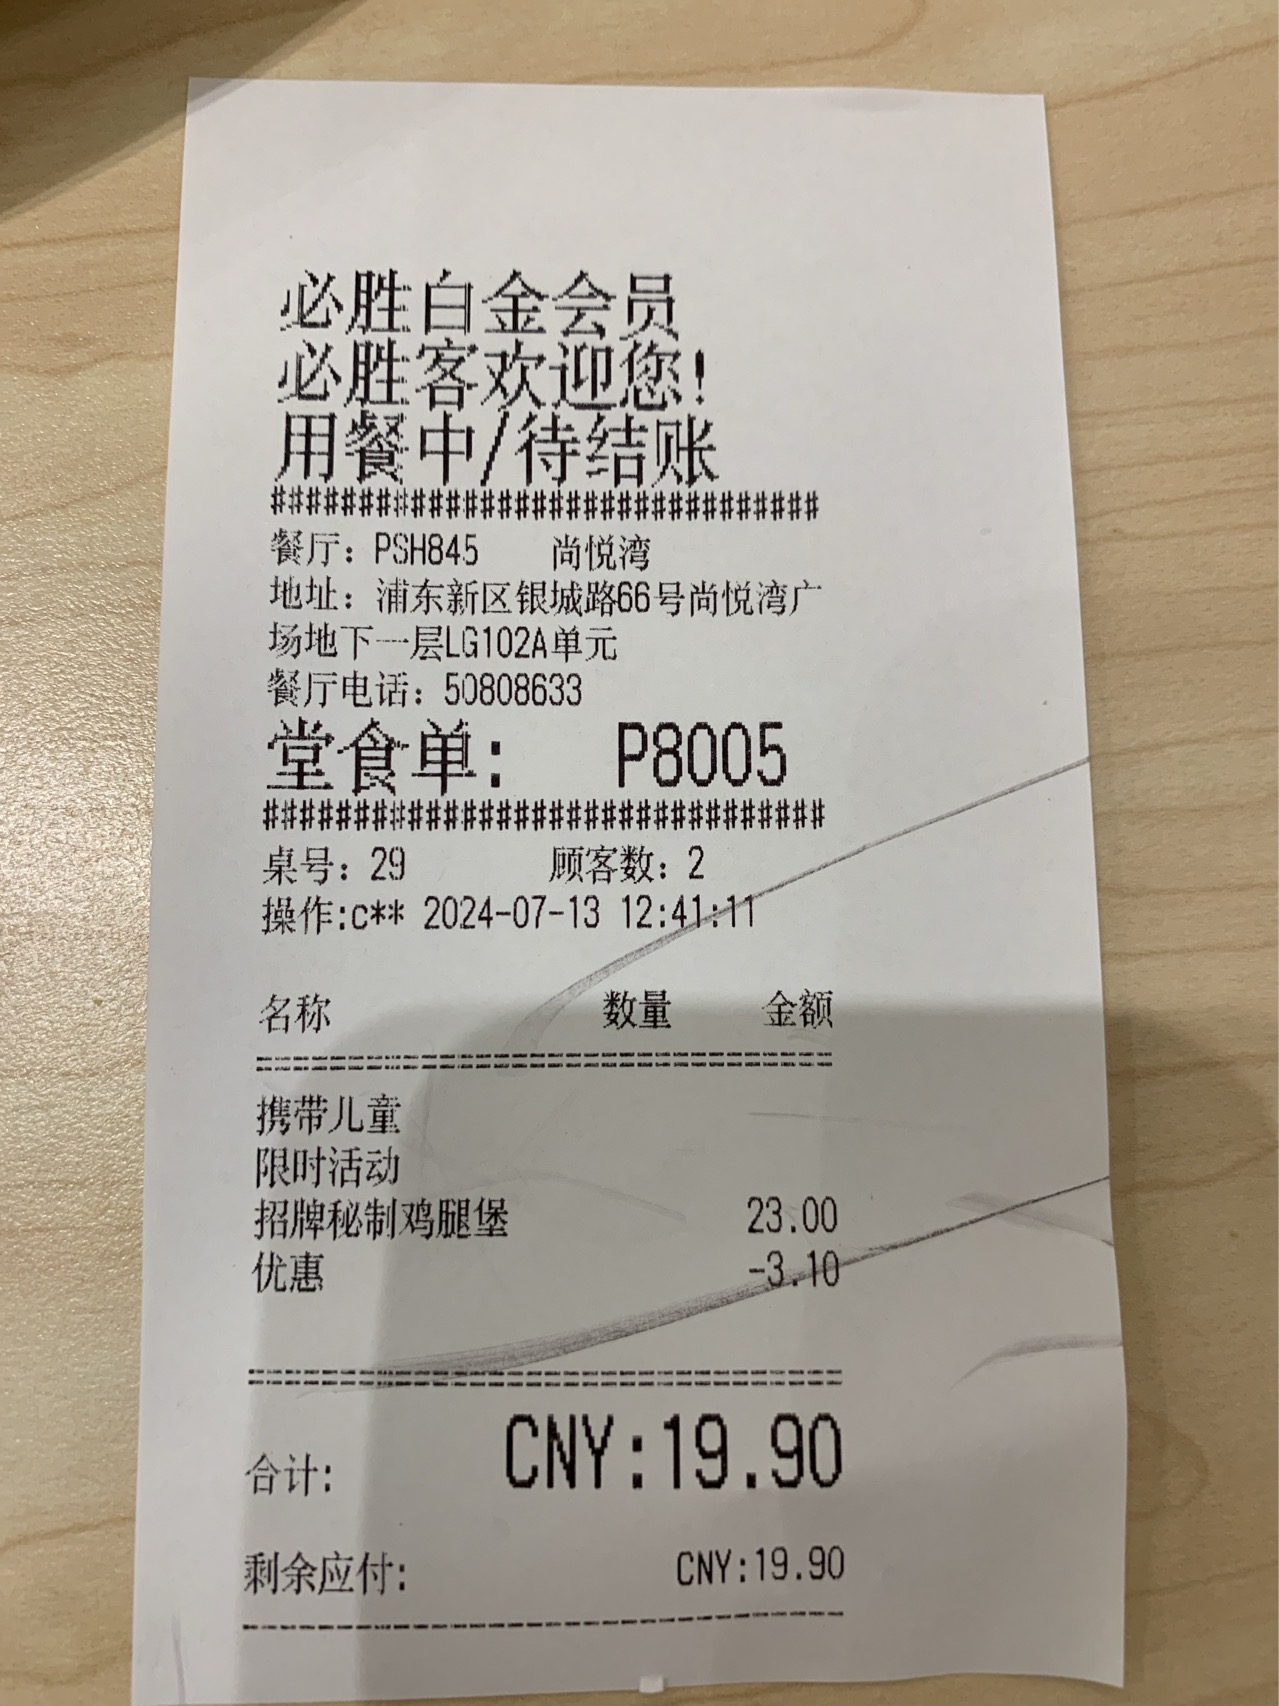 必胜白金会员
必胜客欢迎您!
用餐中/待结账
################################
餐厅：PSH845 尚悦湾
地址：浦东新区银城路66号尚悦湾广
场地下一层LG102A单元
餐厅电话：50808633
堂食单: P8005
################################
桌号：29 顾客数：2
操作:c** 2024-07-13 12:41:11
名称 数量 金额
================================
携带儿童
限时活动
招牌秘制鸡腿堡 23.00
优惠 -3.10
================================
合计: CNY:19.90
剩余应付: CNY:19.90
--------------------------------